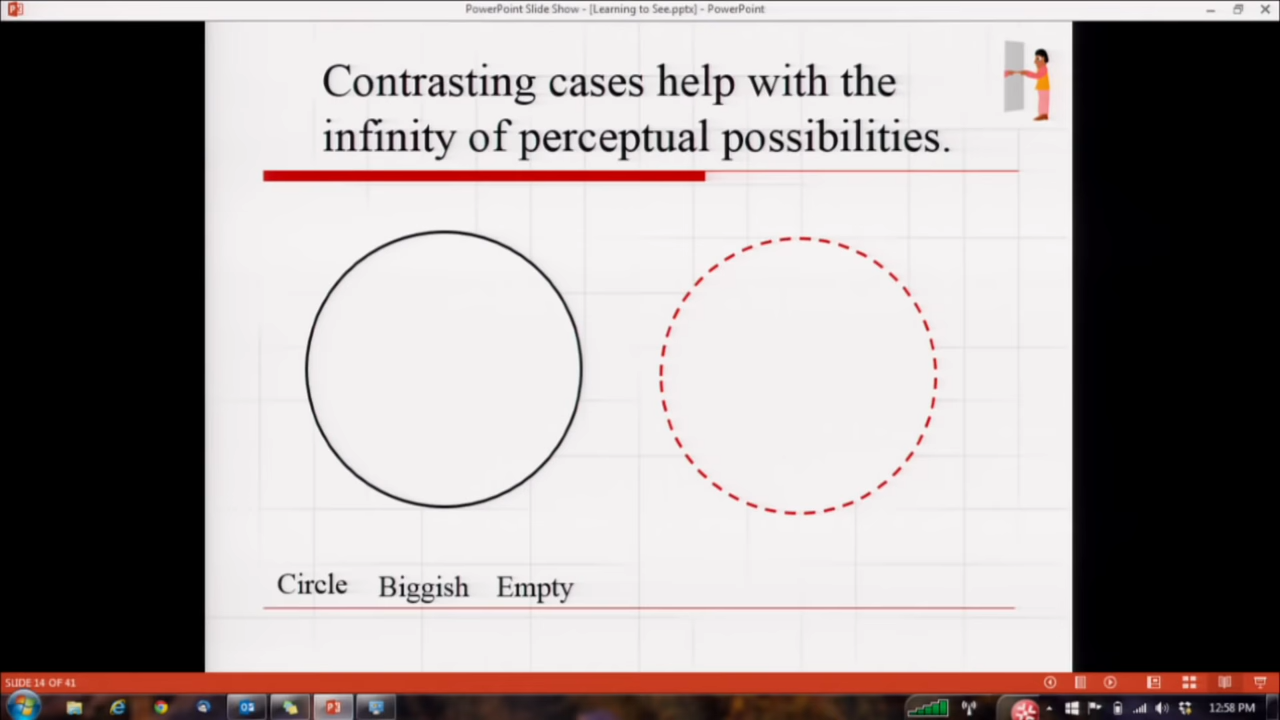 PowerPoint Slide Show - [Learning to See.pptx] - PowerPoint
Contrasting cases help with the
infinity of perceptual possibilities.
Circle Biggish Empty
SLIDE 14 OF 41
12:58 PM